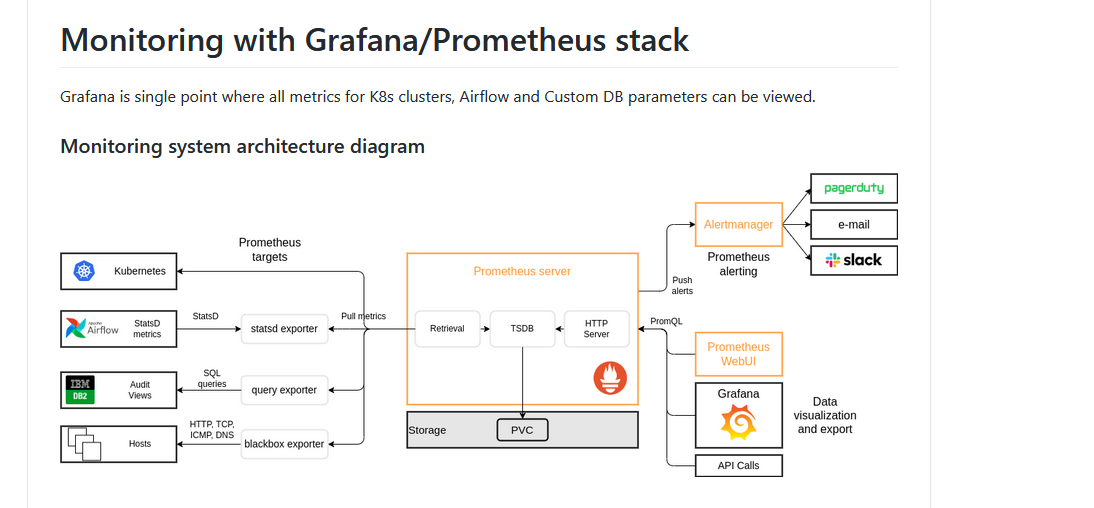 Monitoring with Grafana/Prometheus stack
Grafana is single point where all metrics for K8s clusters, Airflow and Custom DB parameters can be viewed.
Monitoring system architecture diagram
pagerduty
Alertmanager
e-mail
slack
Prometheus
alerting
Prometheus
targets
Kubernetes
Prometheus server
Push
alerts
Apache
Airflow
StatsD
metrics
StatsD
statsd exporter
Pull metrics
Retrieval
TSDB
HTTP
Server
PromQL
Prometheus
WebUI
IBM
DB2
Audit
Views
SQL
queries
query exporter
Grafana
Data
visualization
and export
Hosts
HTTP, TCP,
ICMP, DNS
blackbox exporter
Storage
PVC
API Calls